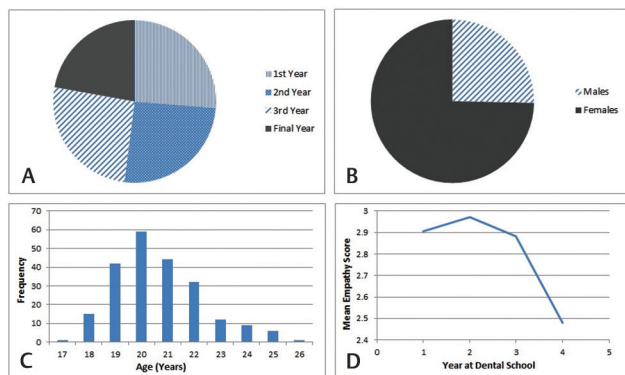 1st Year
2nd Year
3rd Year
Final Year
A
Males
Females
B
70
60
50
40
30
20
10
0
Frequency
17 18 19 20 21 22 23 24 25 26
Age (Years)
C
3
2.9
2.8
2.7
2.6
2.5
2.4
Mean Empathy Score
0 1 2 3 4 5
Year at Dental School
D